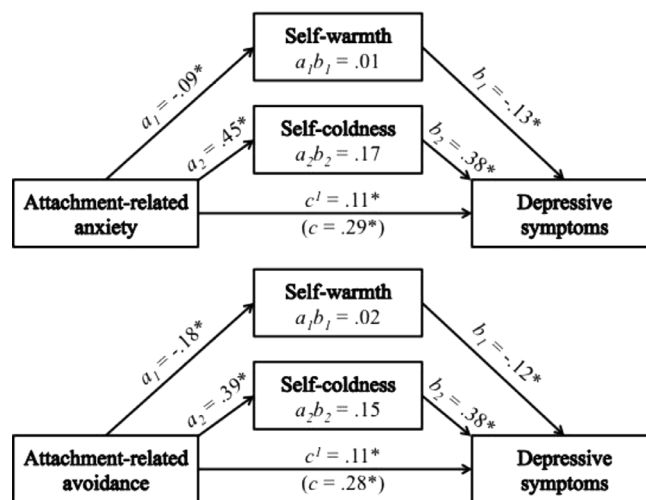 Self-warmth
a₁b₁ = .01
a₁ = -.09*
b₁ = -.13*
Self-coldness
a₂b₂ = .17
a₂ = .45*
b₂ = .38*
Attachment-related
anxiety
c¹ = .11*
(c = .29*)
Depressive
symptoms
Self-warmth
a₁b₁ = .02
a₁ = -.18*
b₁ = -.12*
Self-coldness
a₂b₂ = .15
a₂ = .39*
b₂ = .38*
Attachment-related
avoidance
c¹ = .11*
(c = .28*)
Depressive
symptoms